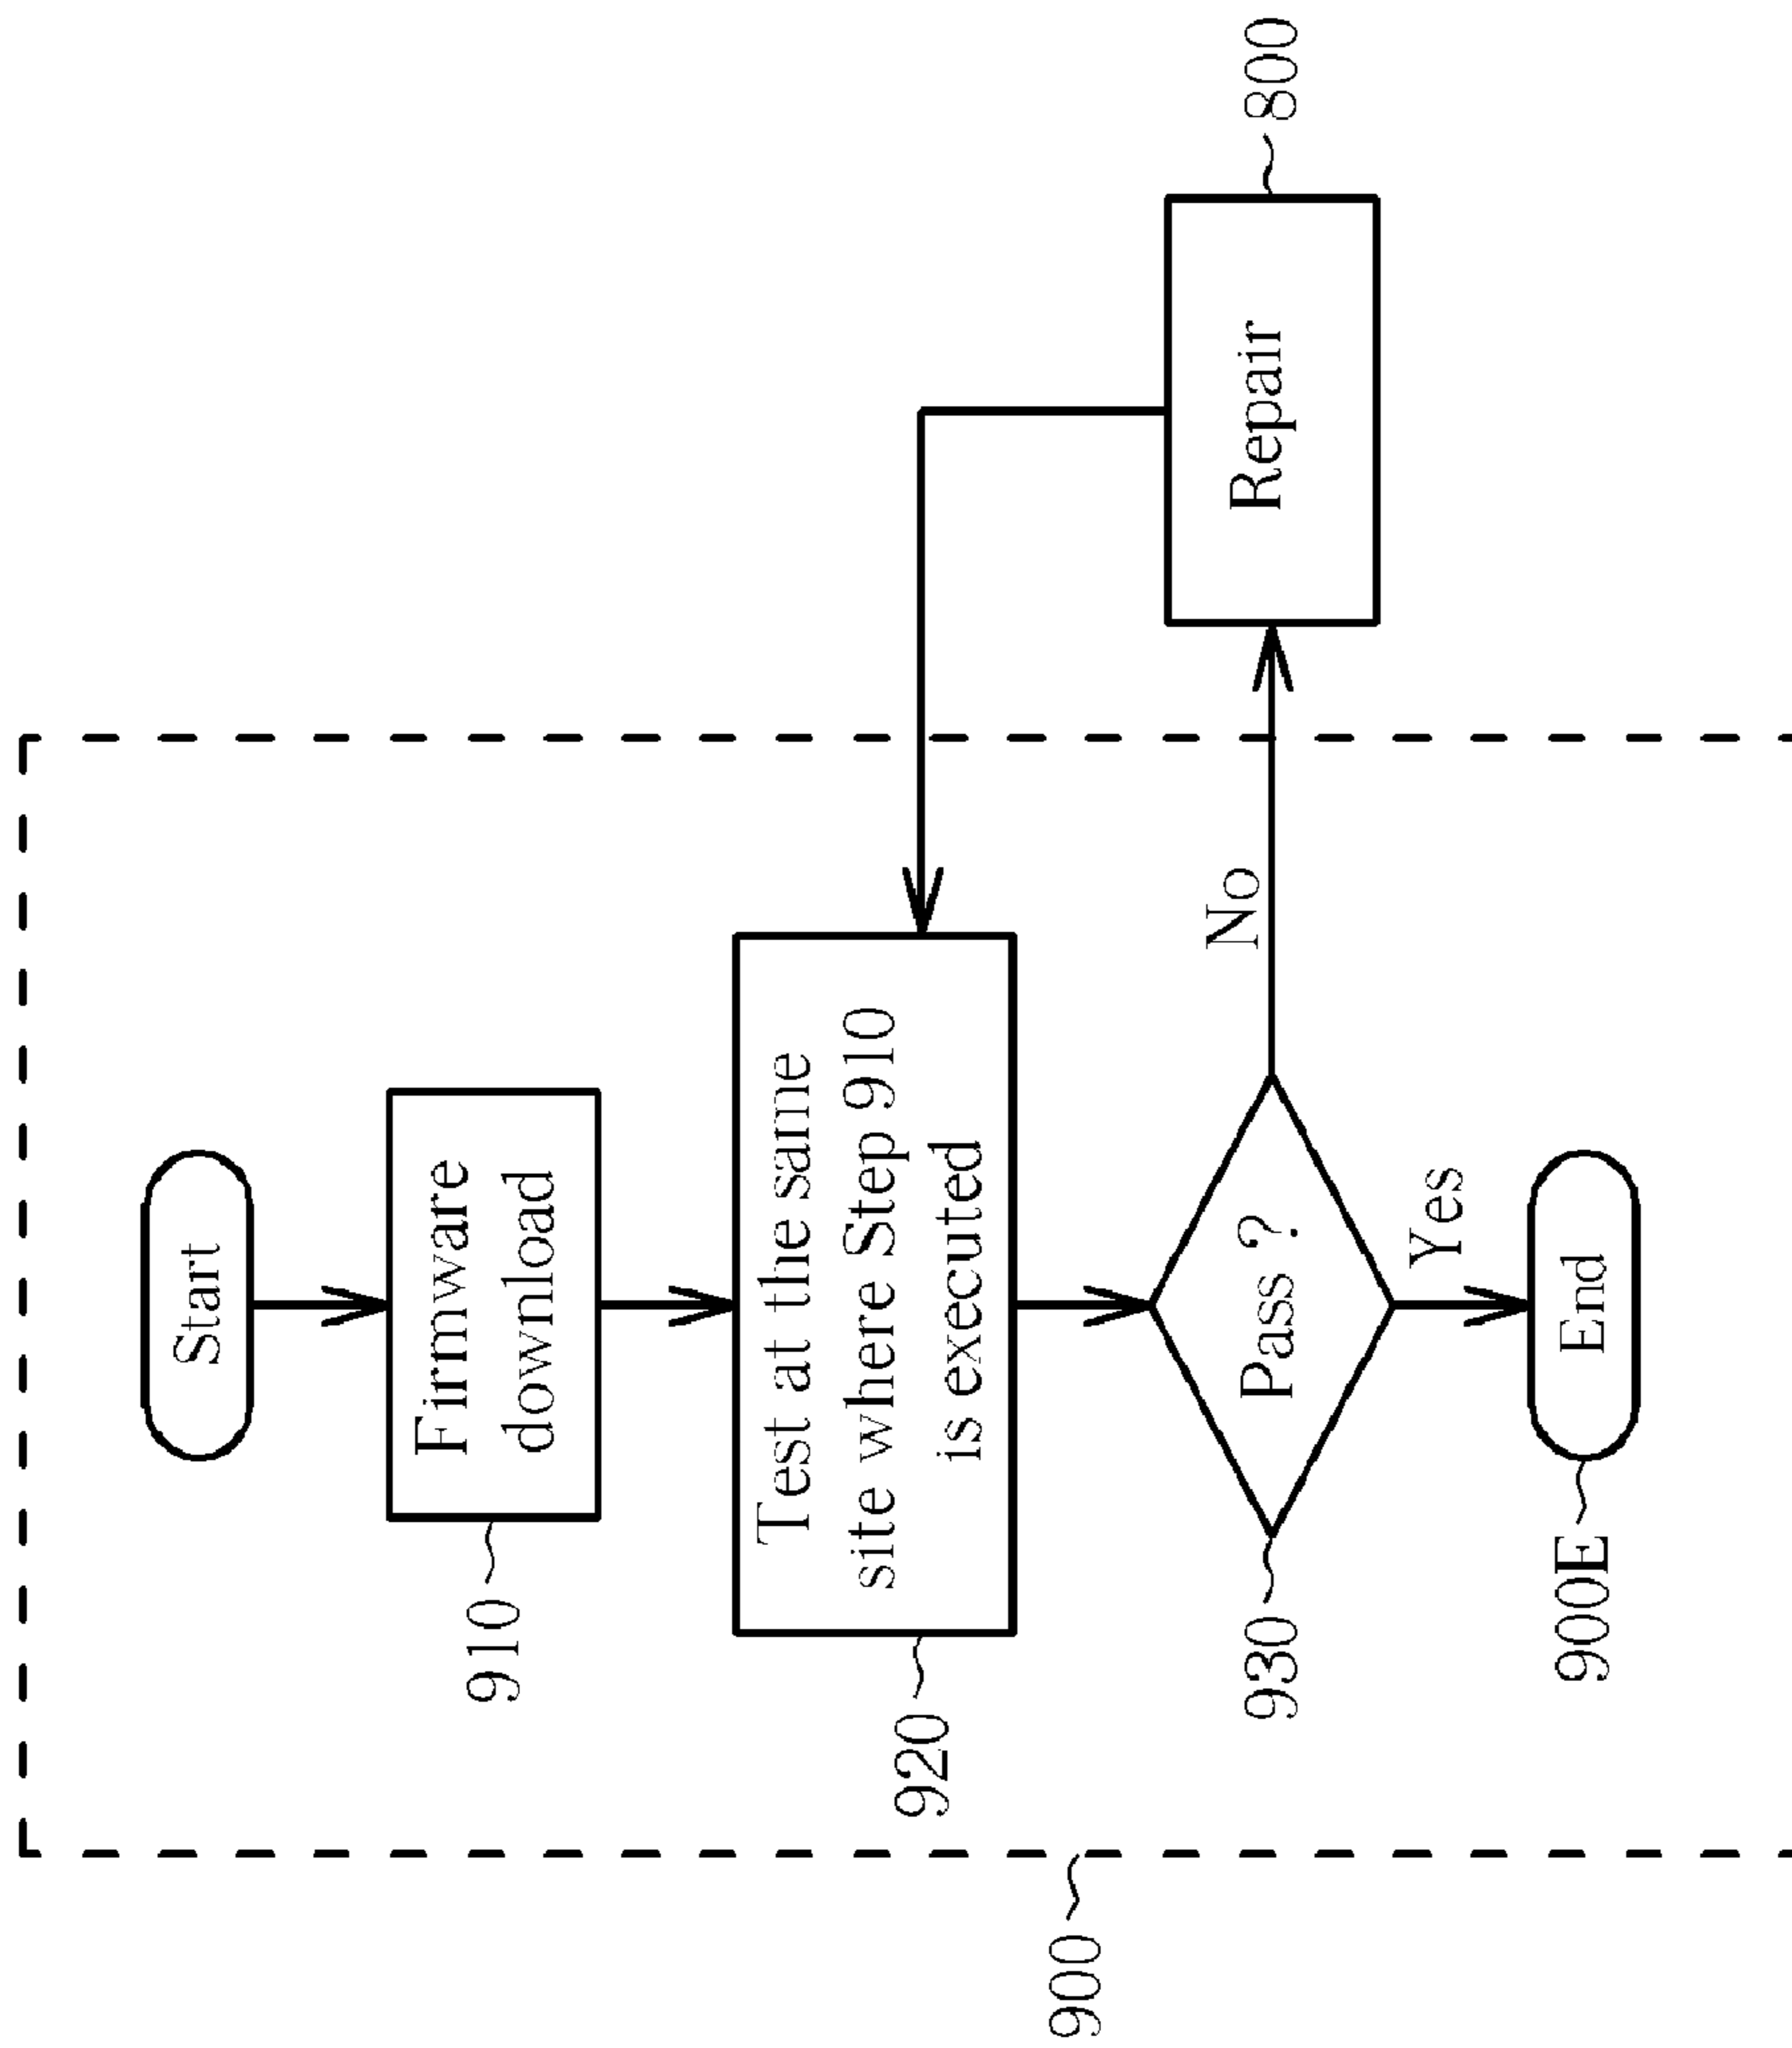 Start
Firmware
download
910
Test at the same
site where Step 910
is executed
920
Pass ?
930
No
Repair
800
Yes
End
900E
900